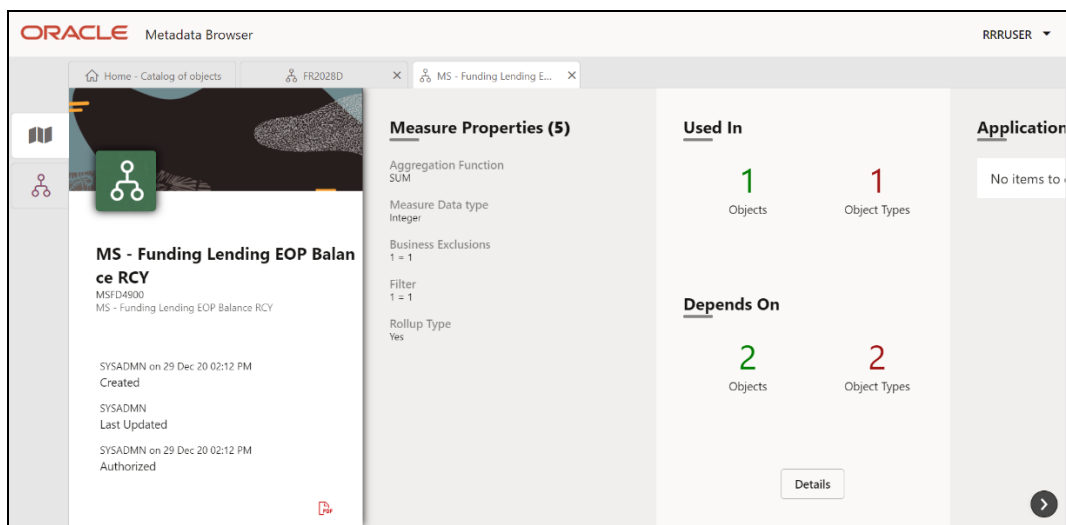 ORACLE Metadata Browser RRRUSER
Home - Catalog of objects FR2028D MS - Funding Lending E...
MS - Funding Lending EOP Balan
ce RCY
MSFD4900
MS - Funding Lending EOP Balance RCY
SYSADMN on 29 Dec 20 02:12 PM
Created
SYSADMN
Last Updated
SYSADMN on 29 Dec 20 02:12 PM
Authorized
PDF
Measure Properties (5)
Aggregation Function
SUM
Measure Data type
Integer
Business Exclusions
1 = 1
Filter
1 = 1
Rollup Type
Yes
Used In
1 1
Objects Object Types
Depends On
2 2
Objects Object Types
Details
Application
No items to